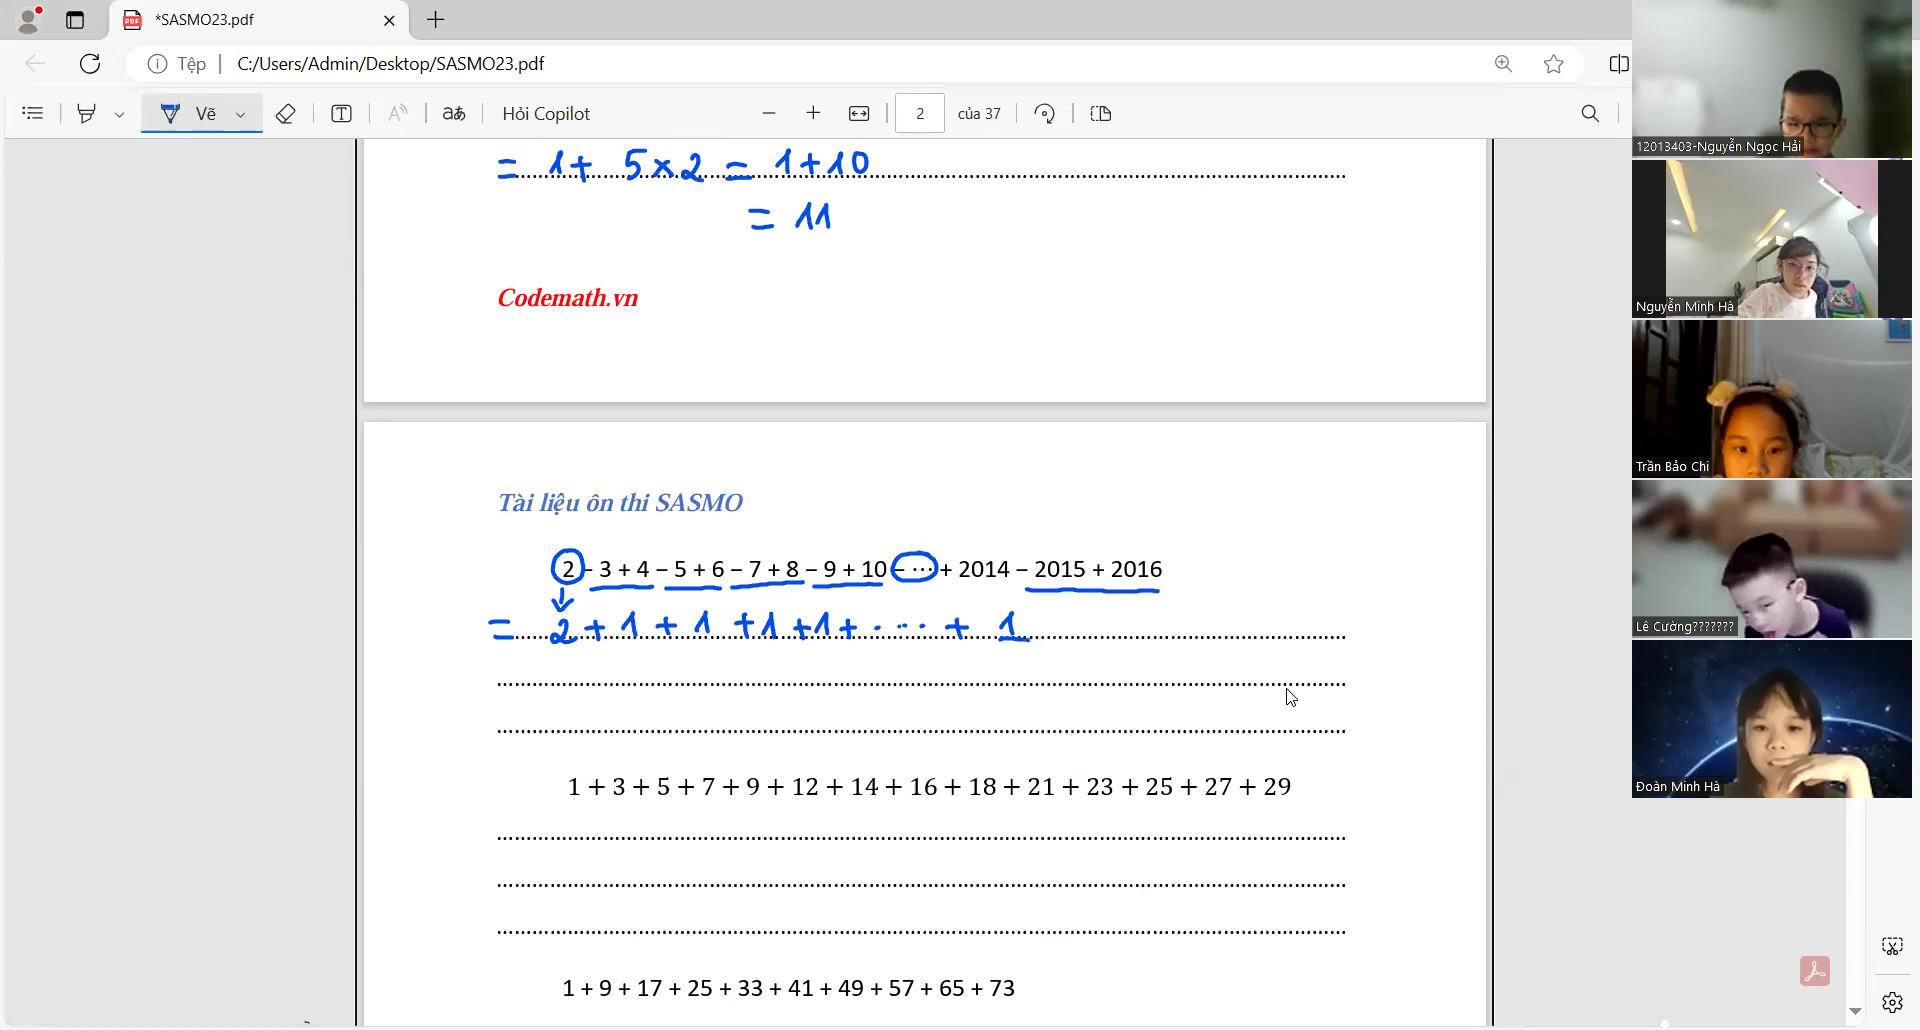 *SASMO23.pdf
Tệp
C:/Users/Admin/Desktop/SASMO23.pdf
Vẽ
Hỏi Copilot
2
của 37
= 1 + 5 x 2 = 1 + 10
= 11
Codemath.vn
Tài liệu ôn thi SASMO
2 − 3 + 4 − 5 + 6 − 7 + 8 − 9 + 10 − ⋯ + 2014 − 2015 + 2016
= 2 + 1 + 1 + 1 + 1 + ..... + 1
1 + 3 + 5 + 7 + 9 + 12 + 14 + 16 + 18 + 21 + 23 + 25 + 27 + 29
1 + 9 + 17 + 25 + 33 + 41 + 49 + 57 + 65 + 73
12013403-Nguyễn Ngọc Hải
Nguyễn Minh Hà
Trần Bảo Chi
Lê Cường???????
Đoàn Minh Hà